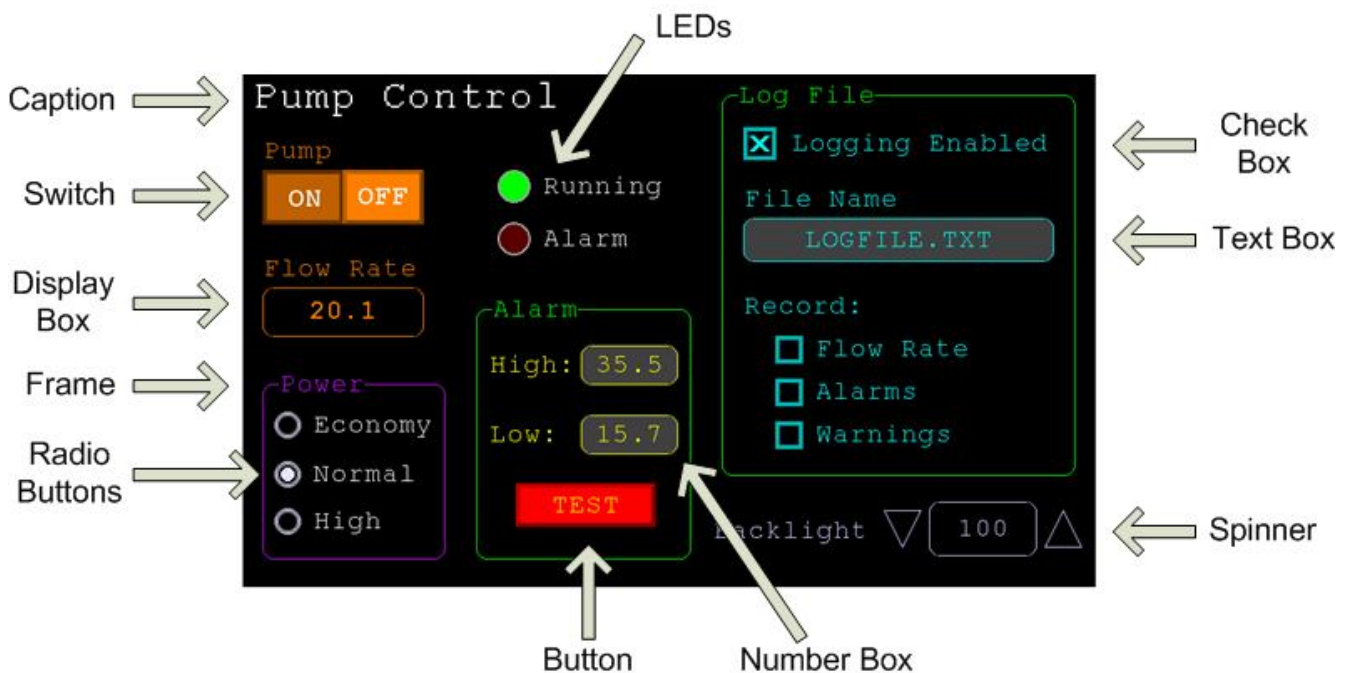 LEDs
Caption
Pump Control
Log File
Logging Enabled
Check
Box
Pump
Switch
ON OFF
Running
File Name
LOGFILE.TXT
Text Box
Alarm
Flow Rate
Display
Box
20.1
Alarm
Record:
Flow Rate
Alarms
Warnings
High: 35.5
Frame
Power
Economy
Low: 15.7
Radio
Buttons
Normal
High
TEST
Backlight 100
Spinner
Button
Number Box